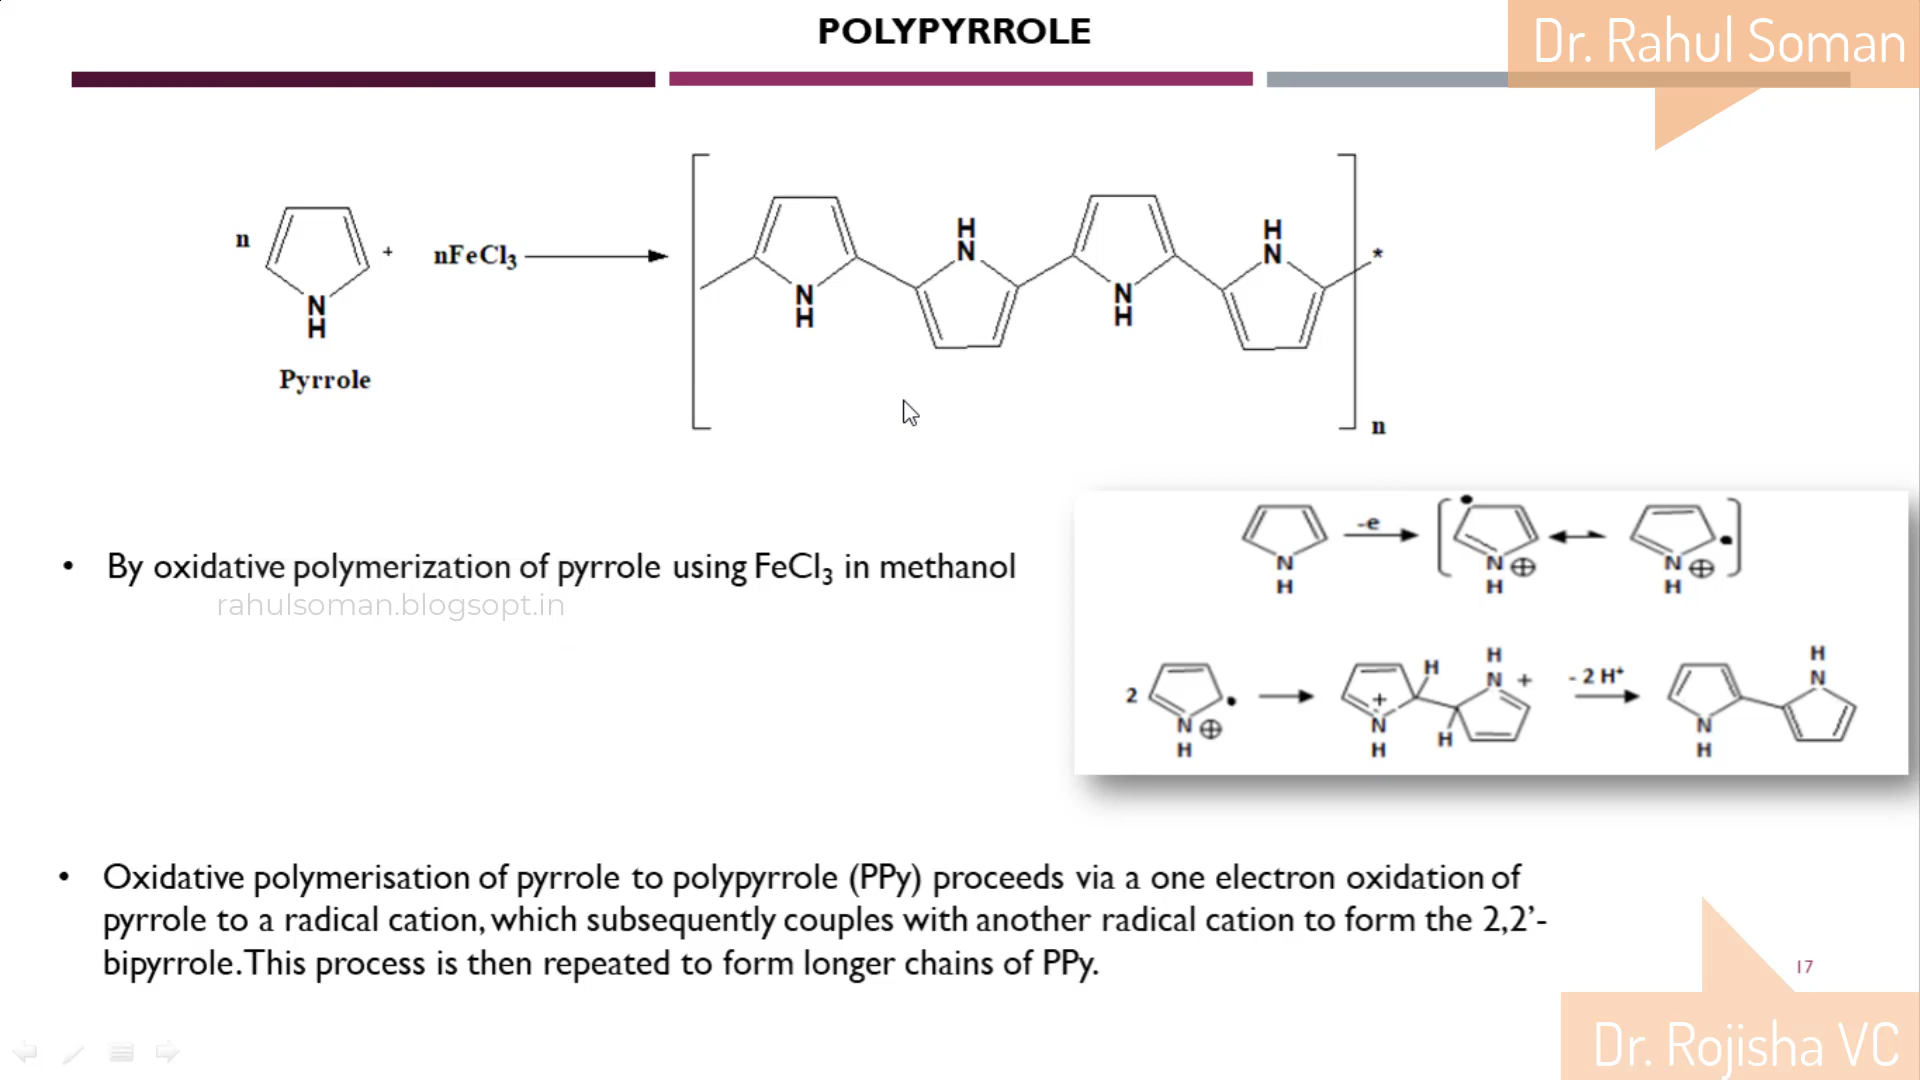 POLYPYRROLE
Dr. Rahul Soman
n
+
nFeCl₃
N
H
Pyrrole
N
H
H
N
N
H
H
N
*
n
-e
N
H
N ⊕
H
N ⊕
H
• By oxidative polymerization of pyrrole using FeCl₃ in methanol
rahulsoman.blogsopt.in
2
N ⊕
H
+
N
H
H
H
H
N +
- 2 H⁺
N
H
H
N
• Oxidative polymerisation of pyrrole to polypyrrole (PPy) proceeds via a one electron oxidation of
pyrrole to a radical cation, which subsequently couples with another radical cation to form the 2,2’-
bipyrrole. This process is then repeated to form longer chains of PPy.
17
Dr. Rojisha VC